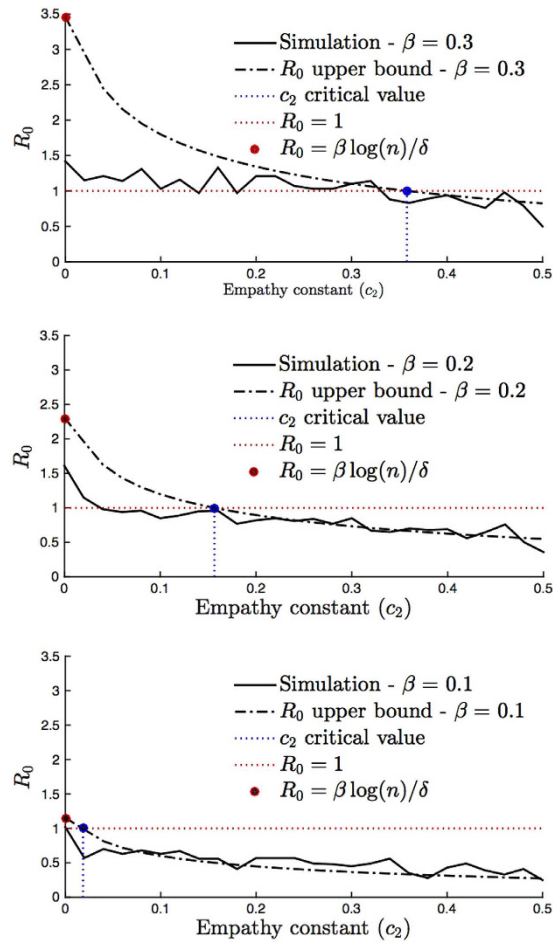 3.5
3
2.5
2
1.5
1
0.5
0
R₀
Simulation - β = 0.3
R₀ upper bound - β = 0.3
c₂ critical value
R₀ = 1
R₀ = β log(n)/δ
0 0.1 0.2 0.3 0.4 0.5
Empathy constant (c₂)
3.5
3
2.5
2
1.5
1
0.5
0
R₀
Simulation - β = 0.2
R₀ upper bound - β = 0.2
c₂ critical value
R₀ = 1
R₀ = β log(n)/δ
0 0.1 0.2 0.3 0.4 0.5
Empathy constant (c₂)
3.5
3
2.5
2
1.5
1
0.5
0
R₀
Simulation - β = 0.1
R₀ upper bound - β = 0.1
c₂ critical value
R₀ = 1
R₀ = β log(n)/δ
0 0.1 0.2 0.3 0.4 0.5
Empathy constant (c₂)